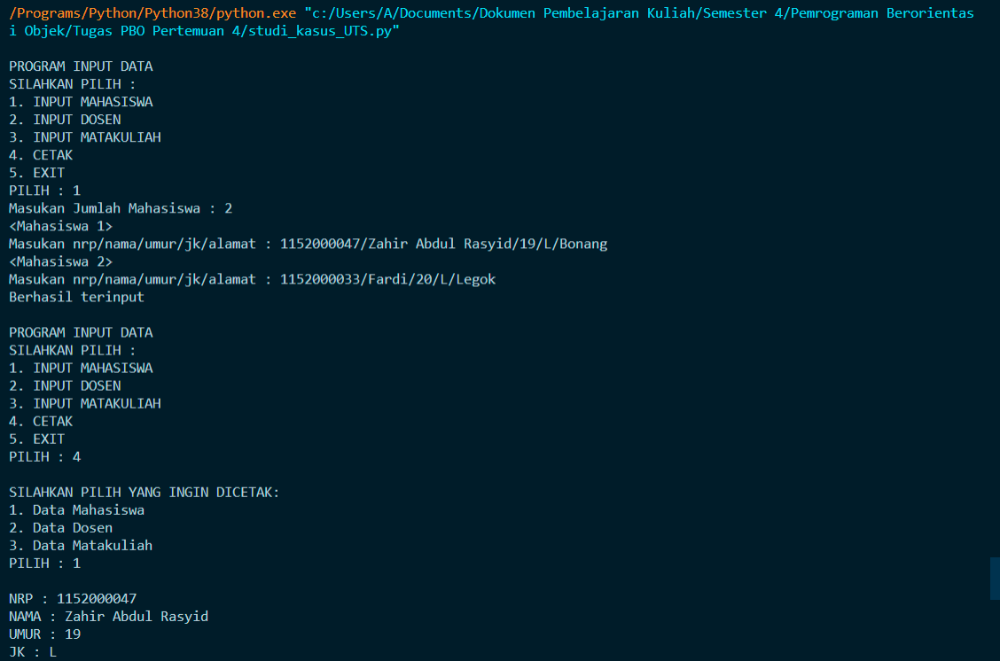 /Programs/Python/Python38/python.exe "c:/Users/A/Documents/Dokumen Pembelajaran Kuliah/Semester 4/Pemrograman Berorientas
i Objek/Tugas PBO Pertemuan 4/studi_kasus_UTS.py"
PROGRAM INPUT DATA
SILAHKAN PILIH :
1. INPUT MAHASISWA
2. INPUT DOSEN
3. INPUT MATAKULIAH
4. CETAK
5. EXIT
PILIH : 1
Masukan Jumlah Mahasiswa : 2
<Mahasiswa 1>
Masukan nrp/nama/umur/jk/alamat : 1152000047/Zahir Abdul Rasyid/19/L/Bonang
<Mahasiswa 2>
Masukan nrp/nama/umur/jk/alamat : 1152000033/Fardi/20/L/Legok
Berhasil terinput
PROGRAM INPUT DATA
SILAHKAN PILIH :
1. INPUT MAHASISWA
2. INPUT DOSEN
3. INPUT MATAKULIAH
4. CETAK
5. EXIT
PILIH : 4
SILAHKAN PILIH YANG INGIN DICETAK:
1. Data Mahasiswa
2. Data Dosen
3. Data Matakuliah
PILIH : 1
NRP : 1152000047
NAMA : Zahir Abdul Rasyid
UMUR : 19
JK : L